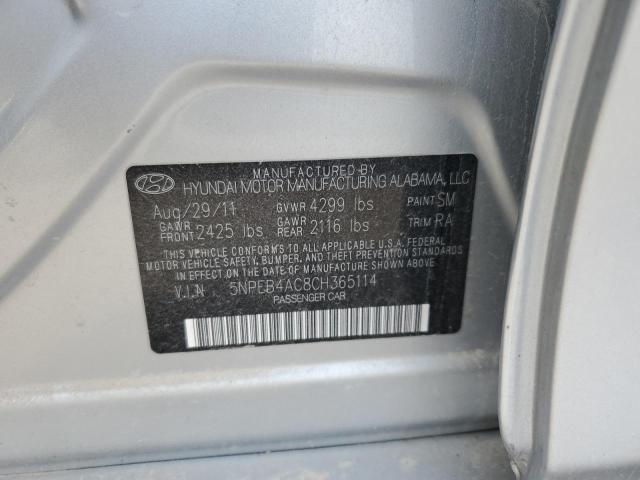 MANUFACTURED BY
HYUNDAI MOTOR MANUFACTURING ALABAMA, LLC
Aug/29/11 GVWR 4299 lbs PAINT SM
GAWR FRONT 2425 lbs GAWR REAR 2116 lbs TRIM RA
THIS VEHICLE CONFORMS TO ALL APPLICABLE U.S.A. FEDERAL
MOTOR VEHICLE SAFETY, BUMPER, AND THEFT PREVENTION STANDARDS
IN EFFECT ON THE DATE OF MANUFACTURE SHOWN ABOVE.
V.I.N 5NPEB4AC8CH365114
PASSENGER CAR